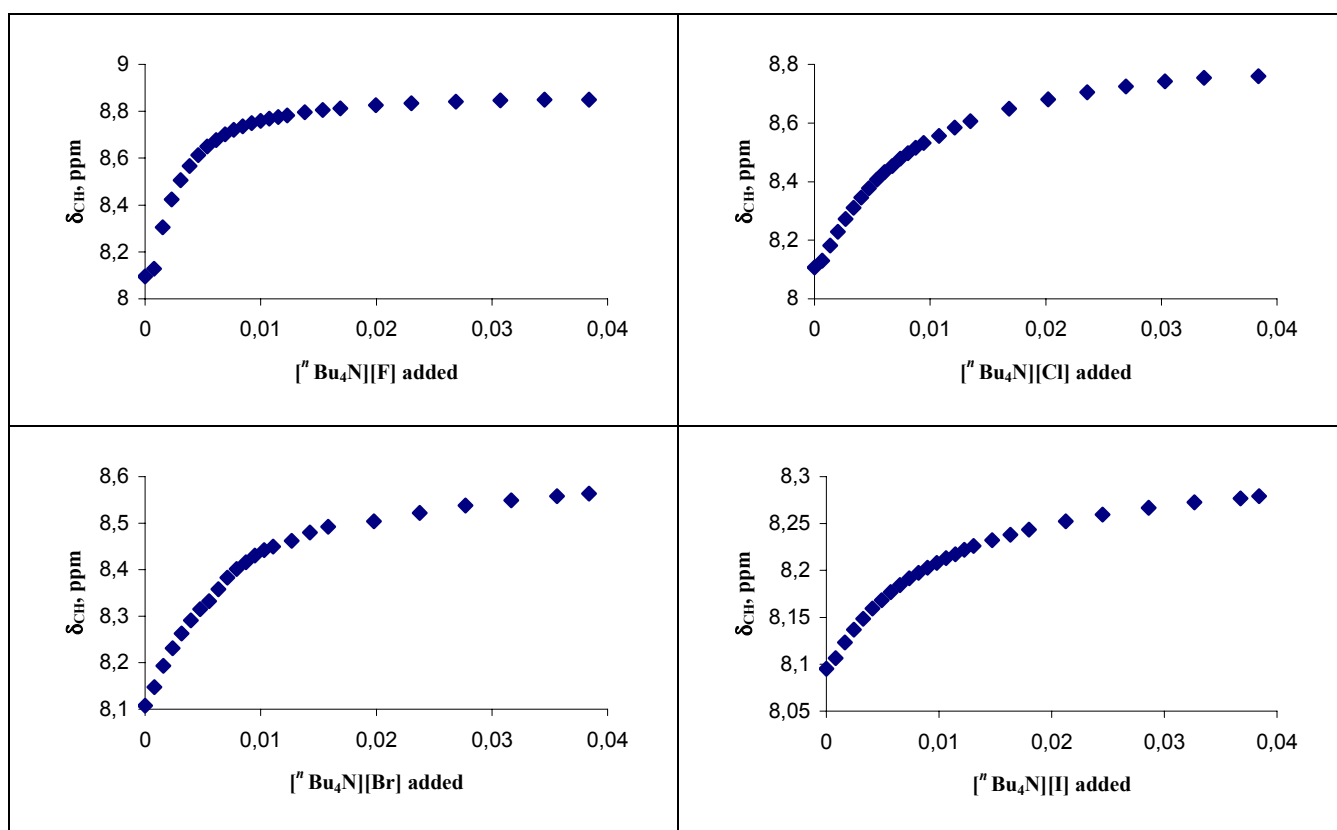 9
8,8
8,6
8,4
8,2
8
0 0,01 0,02 0,03 0,04
δCH, ppm
[ⁿ Bu₄N][F] added
8,8
8,6
8,4
8,2
8
0 0,01 0,02 0,03 0,04
δCH, ppm
[ⁿ Bu₄N][Cl] added
8,6
8,5
8,4
8,3
8,2
8,1
0 0,01 0,02 0,03 0,04
δCH, ppm
[ⁿ Bu₄N][Br] added
8,3
8,25
8,2
8,15
8,1
8,05
0 0,01 0,02 0,03 0,04
δCH, ppm
[ⁿ Bu₄N][I] added